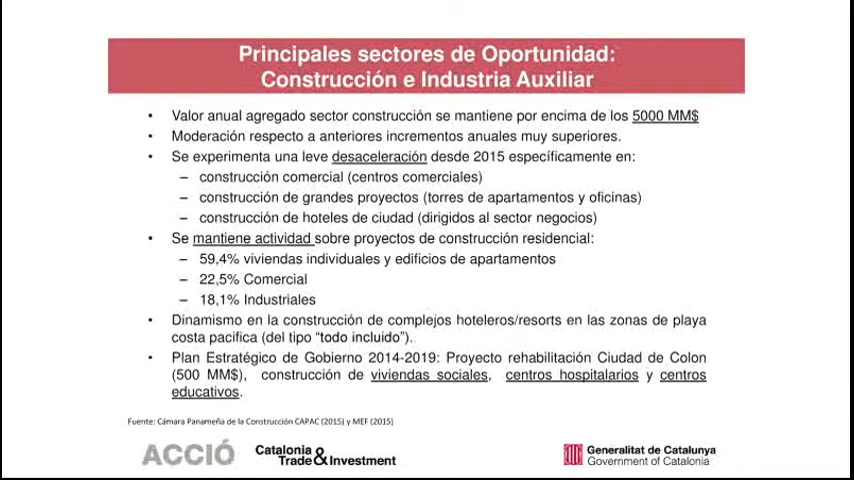 Principales sectores de Oportunidad:
Construcción e Industria Auxiliar
• Valor anual agregado sector construcción se mantiene por encima de los 5000 MM$
• Moderación respecto a anteriores incrementos anuales muy superiores.
• Se experimenta una leve desaceleración desde 2015 específicamente en:
– construcción comercial (centros comerciales)
– construcción de grandes proyectos (torres de apartamentos y oficinas)
– construcción de hoteles de ciudad (dirigidos al sector negocios)
• Se mantiene actividad sobre proyectos de construcción residencial:
– 59,4% viviendas individuales y edificios de apartamentos
– 22,5% Comercial
– 18,1% Industriales
• Dinamismo en la construcción de complejos hoteleros/resorts en las zonas de playa
costa pacifica (del tipo “todo incluido”).
• Plan Estratégico de Gobierno 2014-2019: Proyecto rehabilitación Ciudad de Colon
(500 MM$), construcción de viviendas sociales, centros hospitalarios y centros
educativos.
Fuente: Cámara Panameña de la Construcción CAPAC (2015) y MEF (2015)
ACCIÓ
Catalonia
Trade & Investment
Generalitat de Catalunya
Government of Catalonia